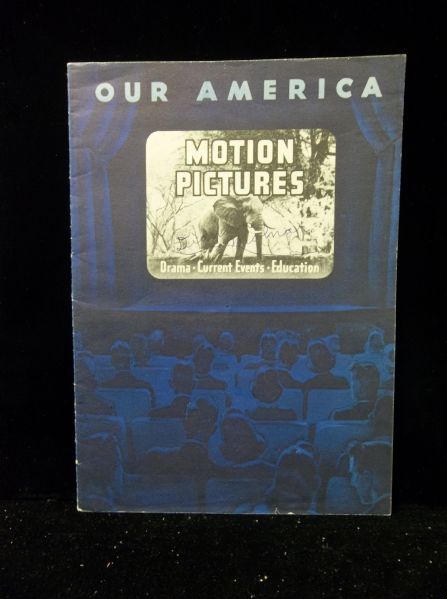 OUR AMERICA
MOTION
PICTURES
Drama · Current Events · Education